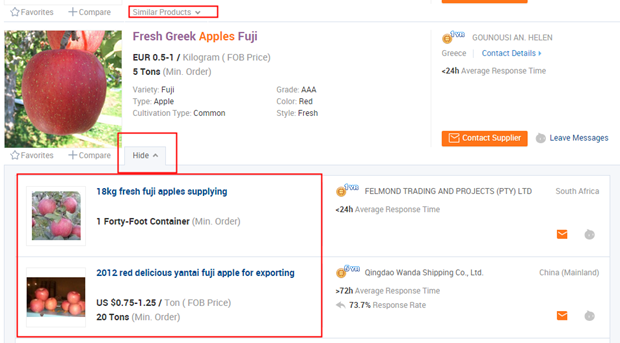 Favorites Compare Similar Products
Fresh Greek Apples Fuji
EUR 0.5-1 / Kilogram ( FOB Price)
5 Tons (Min. Order)
Variety: Fuji Grade: AAA
Type: Apple Color: Red
Cultivation Type: Common Style: Fresh
GOUNOUSI AN. HELEN
Greece Contact Details
<24h Average Response Time
Contact Supplier Leave Messages
Favorites Compare Hide
18kg fresh fuji apples supplying
1 Forty-Foot Container (Min. Order)
FELMOND TRADING AND PROJECTS (PTY) LTD South Africa
<24h Average Response Time
2012 red delicious yantai fuji apple for exporting
US $0.75-1.25 / Ton ( FOB Price)
20 Tons (Min. Order)
Qingdao Wanda Shipping Co., Ltd. China (Mainland)
>72h Average Response Time
73.7% Response Rate